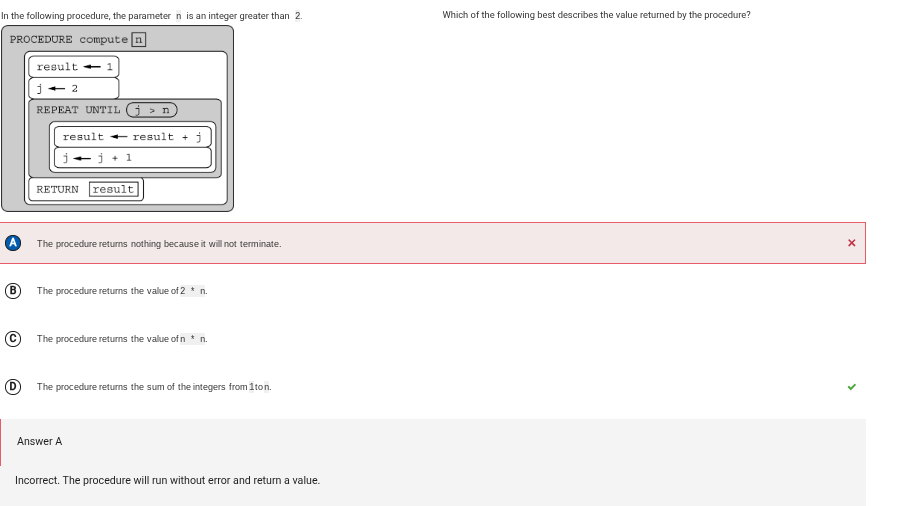 In the following procedure, the parameter n is an integer greater than 2.
Which of the following best describes the value returned by the procedure?
PROCEDURE compute n
result ← 1
j ← 2
REPEAT UNTIL j > n
result ← result + j
j ← j + 1
RETURN result
A The procedure returns nothing because it will not terminate.
B The procedure returns the value of 2 * n.
C The procedure returns the value of n * n.
D The procedure returns the sum of the integers from 1 to n.
Answer A
Incorrect. The procedure will run without error and return a value.